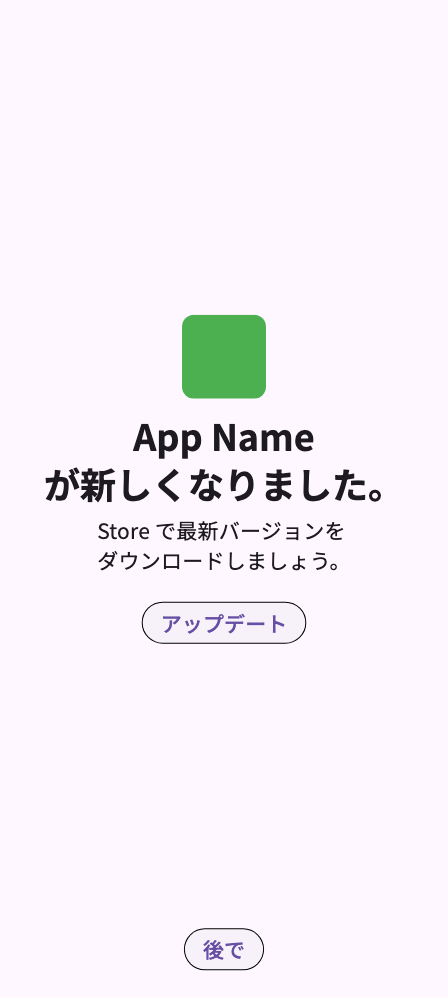 App Name
が新しくなりました。
Store で最新バージョンを
ダウンロードしましょう。
アップデート
後で